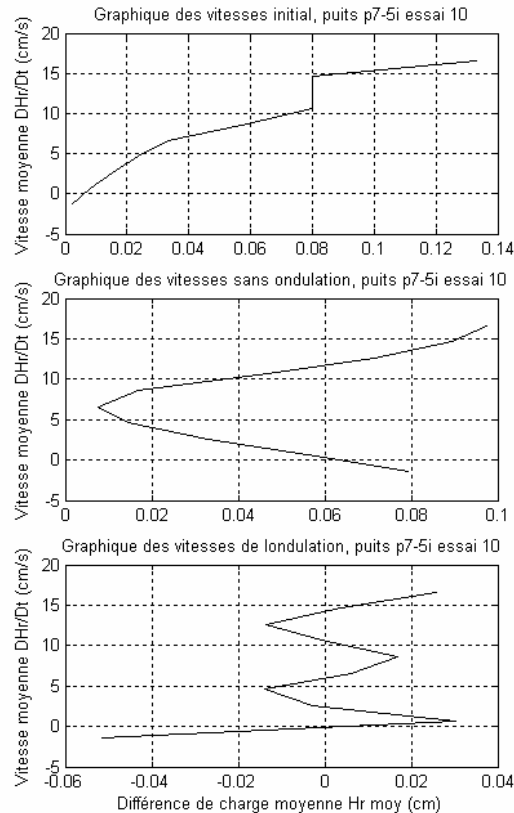 Graphique des vitesses initial, puits p7-5i essai 10
Vitesse moyenne DHr/Dt (cm/s)
20
15
10
5
0
-5
0 0.02 0.04 0.06 0.08 0.1 0.12 0.14
Graphique des vitesses sans ondulation, puits p7-5i essai 10
Vitesse moyenne DHr/Dt (cm/s)
20
15
10
5
0
-5
0 0.02 0.04 0.06 0.08 0.1
Graphique des vitesses de londulation, puits p7-5i essai 10
Vitesse moyenne DHr/Dt (cm/s)
20
15
10
5
0
-5
-0.06 -0.04 -0.02 0 0.02 0.04
Différence de charge moyenne Hr moy (cm)